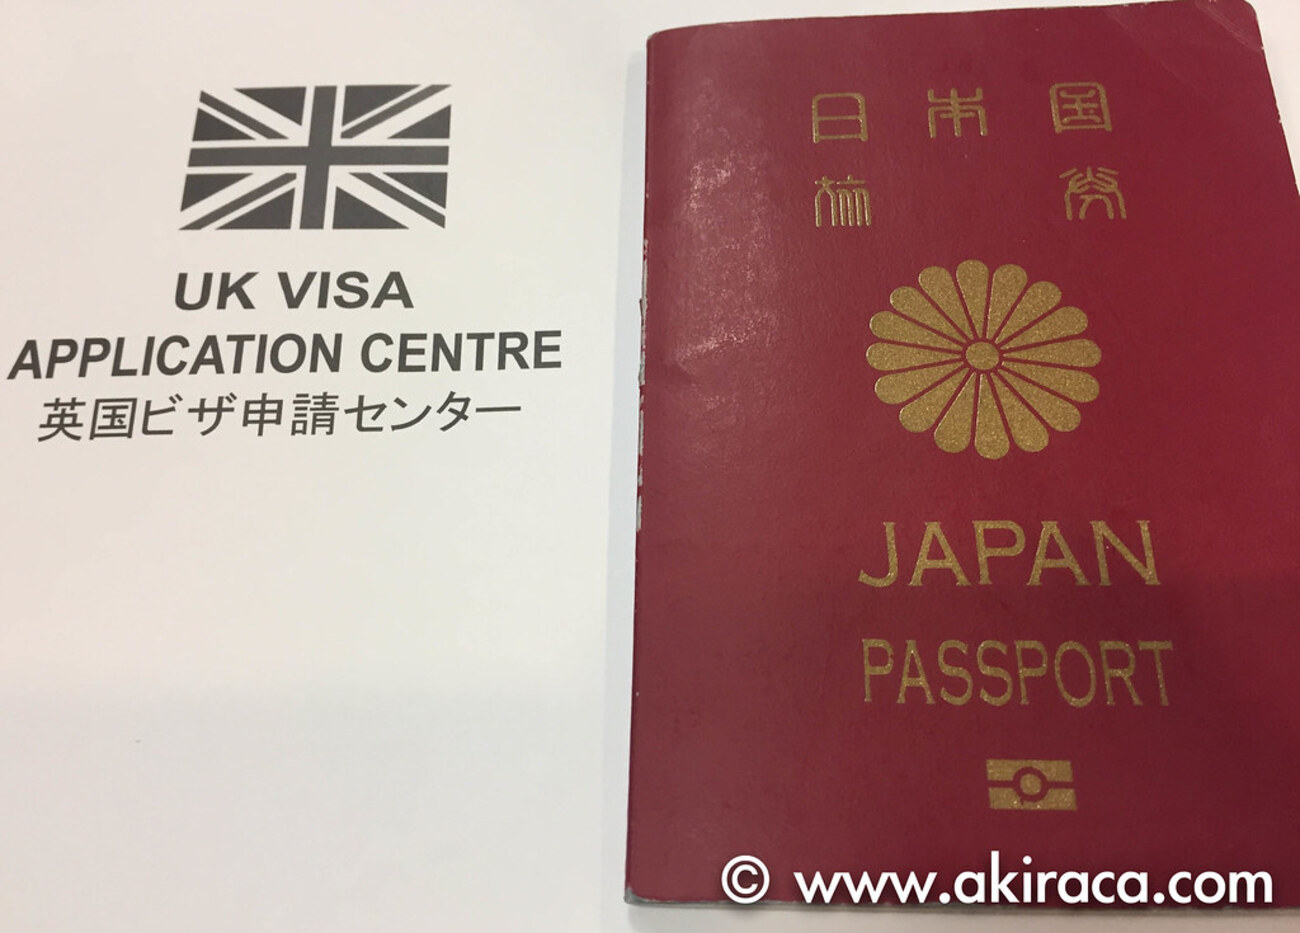 UK VISA
APPLICATION CENTRE
英国ビザ申請センター
日本国
旅券
JAPAN
PASSPORT
© www.akiraca.com